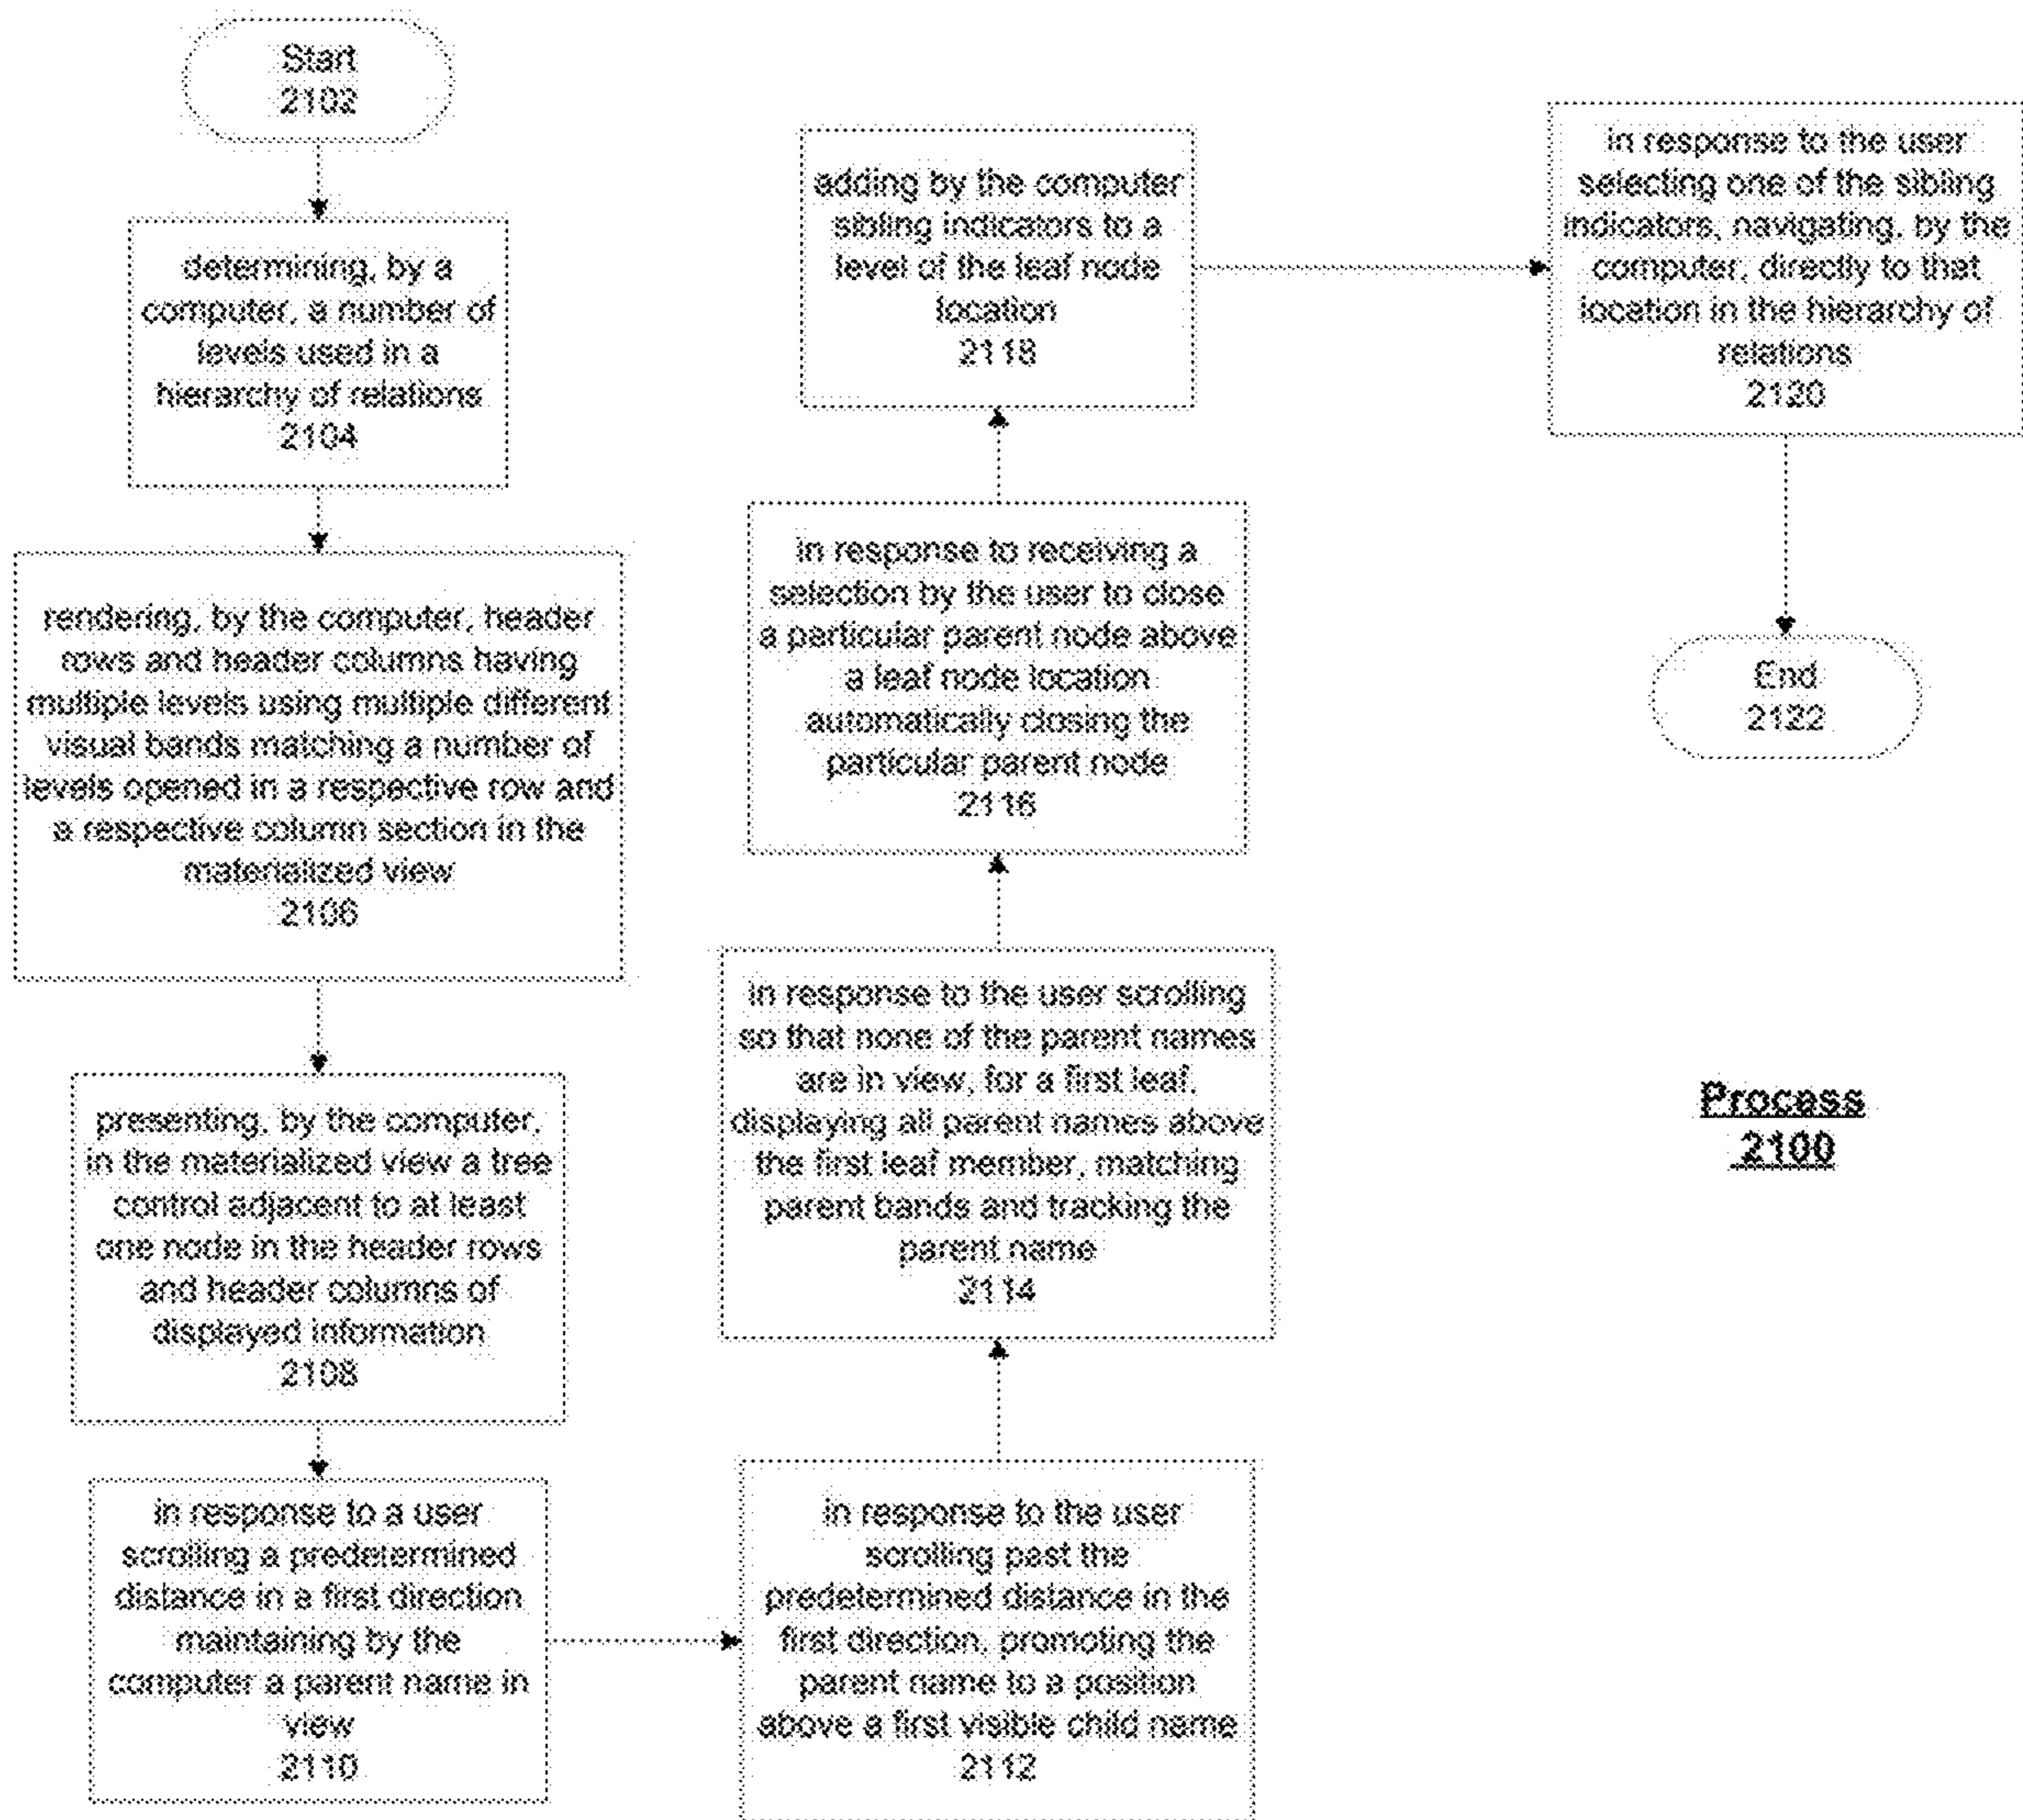 Start
2102
determining, by a
computer, a number of
levels used in a
hierarchy of relations
2104
rendering, by the computer, header
rows and header columns having
multiple levels using multiple different
visual bands matching a number of
levels opened in a respective row and
a respective column section in the
materialized view
2106
presenting, by the computer,
in the materialized view a tree
control adjacent to at least
one node in the header rows
and header columns of
displayed information
2108
in response to a user
scrolling a predetermined
distance in a first direction
maintaining by the
computer a parent name in
view
2110
in response to the user
scrolling past the
predetermined distance in the
first direction, promoting the
parent name to a position
above a first visible child name
2112
in response to the user scrolling
so that none of the parent names
are in view, for a first leaf,
displaying all parent names above
the first leaf member, matching
parent bands and tracking the
parent name
2114
in response to receiving a
selection by the user to close
a particular parent node above
a leaf node location
automatically closing the
particular parent node
2116
adding by the computer
sibling indicators to a
level of the leaf node
location
2118
in response to the user
selecting one of the sibling
indicators, navigating, by the
computer, directly to that
location in the hierarchy of
relations
2120
End
2122
Process
2100